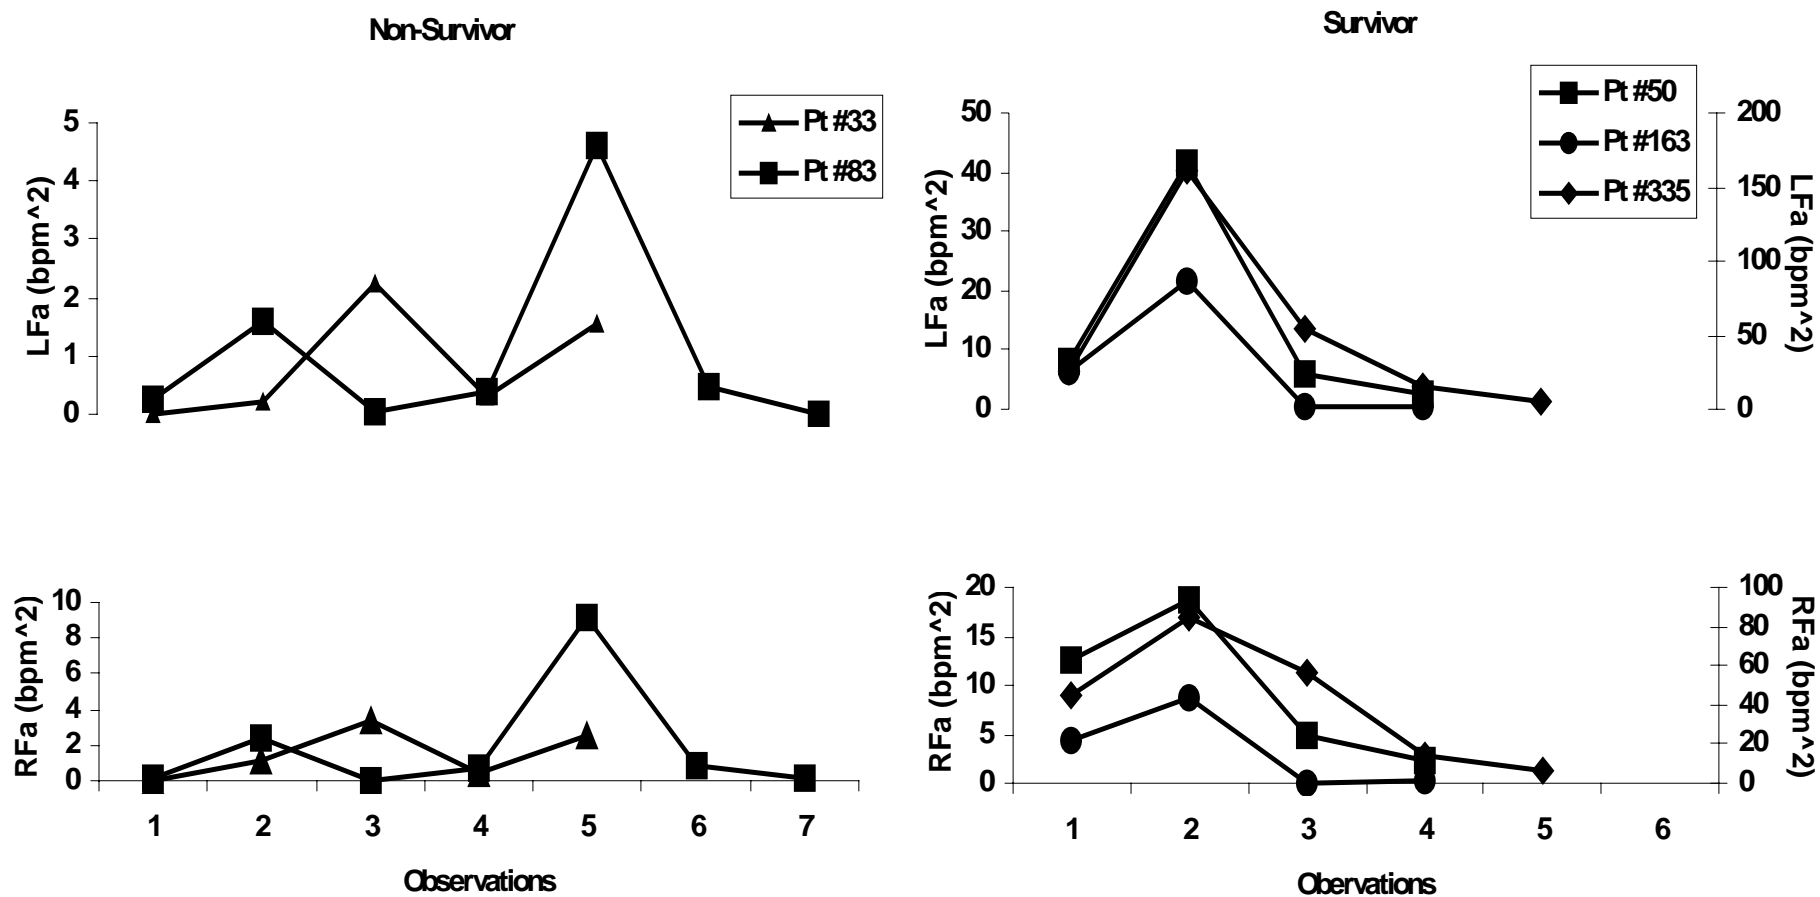 Non-Survivor
Pt #33
Pt #83
5
4
3
2
1
0
LFa (bpm^2)
Survivor
Pt #50
Pt #163
Pt #335
50
40
30
20
10
0
LFa (bpm^2)
200
150
100
50
0
LFa (bpm^2)
10
8
6
4
2
0
RFa (bpm^2)
1 2 3 4 5 6 7
Observations
20
15
10
5
0
RFa (bpm^2)
100
80
60
40
20
0
RFa (bpm^2)
1 2 3 4 5 6
Obervations